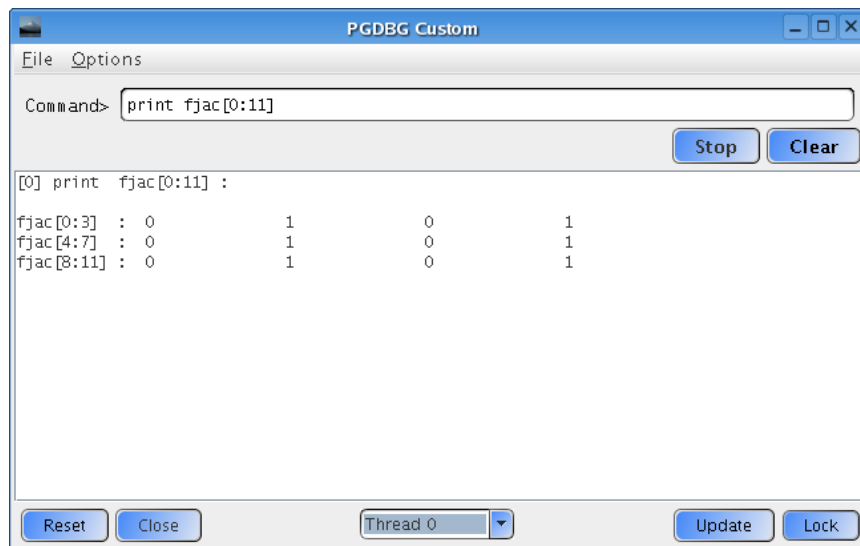 PGDBG Custom
File Options
Command> print fjac[0:11]
Stop Clear
[0] print fjac[0:11] :
fjac[0:3] : 0 1 0 1
fjac[4:7] : 0 1 0 1
fjac[8:11] : 0 1 0 1
Reset Close Thread 0 Update Lock